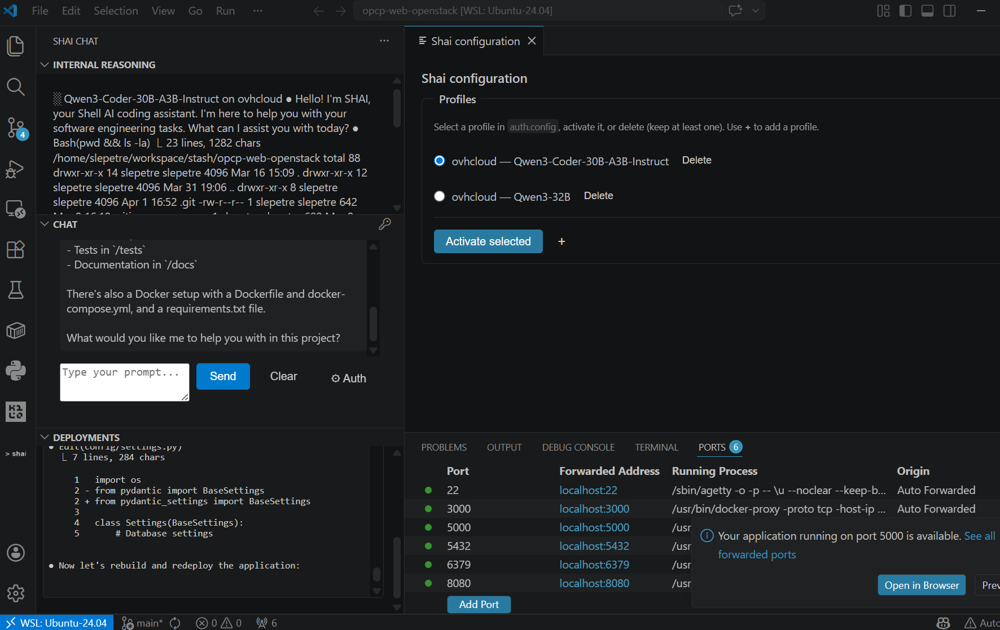 File Edit Selection View Go Run ···
opcp-web-openstack [WSL: Ubuntu-24.04]
SHAI CHAT
INTERNAL REASONING
░ Qwen3-Coder-30B-A3B-Instruct on ovhcloud ● Hello! I'm SHAI,
your Shell AI coding assistant. I'm here to help you with your
software engineering tasks. What can I assist you with today? ●
Bash(pwd && ls -la) ⎿ 23 lines, 1282 chars
/home/slepetre/workspace/stash/opcp-web-openstack total 88
drwxr-xr-x 14 slepetre slepetre 4096 Mar 16 15:09 . drwxr-xr-x 12
slepetre slepetre 4096 Mar 31 19:06 .. drwxr-xr-x 8 slepetre
slepetre 4096 Apr 1 16:52 .git -rw-r--r-- 1 slepetre slepetre 642
CHAT
- Tests in `/tests`
- Documentation in `/docs`
There's also a Docker setup with a Dockerfile and docker-
compose.yml, and a requirements.txt file.
What would you like me to help you with in this project?
Type your prompt...
Send Clear Auth
DEPLOYMENTS
● Edit(config/settings.py)
⎿ 7 lines, 284 chars
1 import os
2 - from pydantic import BaseSettings
2 + from pydantic_settings import BaseSettings
3
4 class Settings(BaseSettings):
5 # Database settings
● Now let's rebuild and redeploy the application:
4
> shai
Shai configuration
Shai configuration
Profiles
Select a profile in auth.config, activate it, or delete (keep at least one). Use + to add a profile.
ovhcloud — Qwen3-Coder-30B-A3B-Instruct Delete
ovhcloud — Qwen3-32B Delete
Activate selected +
PROBLEMS OUTPUT DEBUG CONSOLE TERMINAL PORTS 6
Port Forwarded Address Running Process Origin
22 localhost:22 /sbin/agetty -o -p -- \u --noclear --keep-b... Auto Forwarded
3000 localhost:3000 /usr/bin/docker-proxy -proto tcp -host-ip ... Auto Forwarded
5000 localhost:5000 /usr
5432 localhost:5432 /usr
6379 localhost:6379 /usr
8080 localhost:8080 /usr
Add Port
Your application running on port 5000 is available. See all
forwarded ports
Open in Browser Prev
WSL: Ubuntu-24.04 main* 0 0 6 Auto